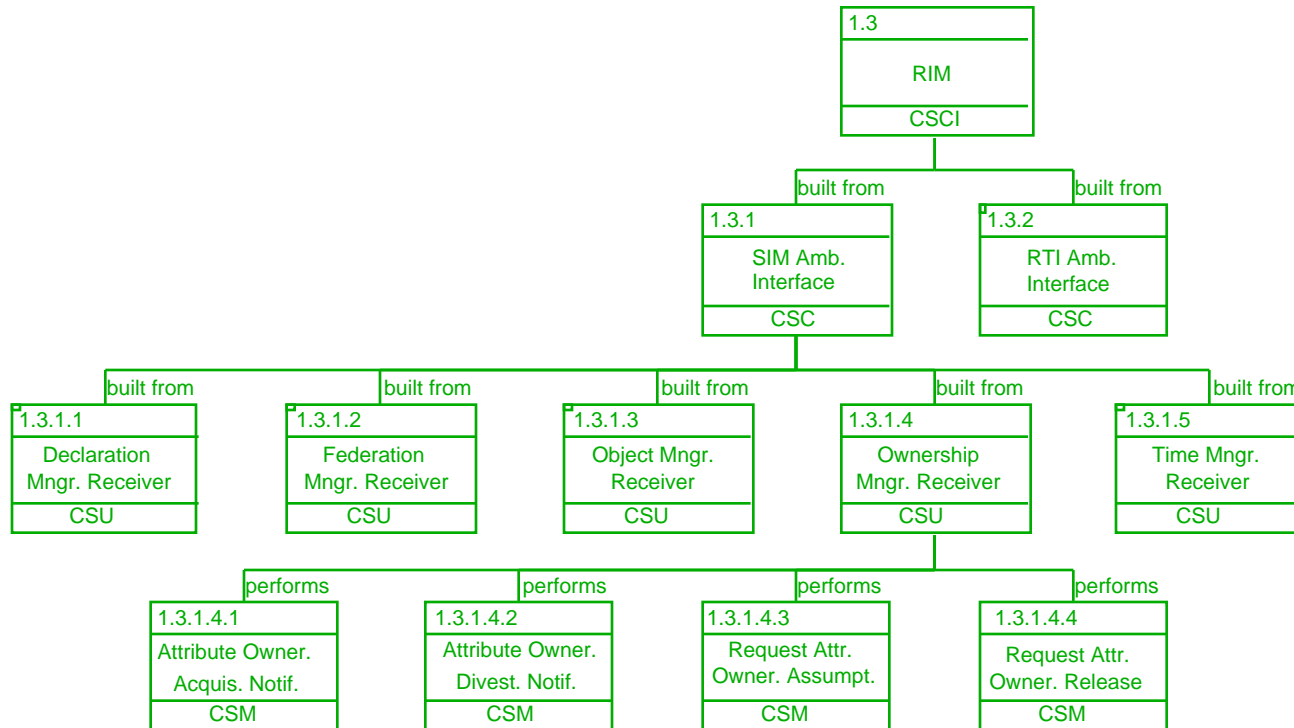 1.3
RIM
CSCI
built from
built from
1.3.1
SIM Amb.
Interface
CSC
1.3.2
RTI Amb.
Interface
CSC
built from
built from
built from
built from
built from
1.3.1.1
Declaration
Mngr. Receiver
CSU
1.3.1.2
Federation
Mngr. Receiver
CSU
1.3.1.3
Object Mngr.
Receiver
CSU
1.3.1.4
Ownership
Mngr. Receiver
CSU
1.3.1.5
Time Mngr.
Receiver
CSU
performs
performs
performs
performs
1.3.1.4.1
Attribute Owner.
Acquis. Notif.
CSM
1.3.1.4.2
Attribute Owner.
Divest. Notif.
CSM
1.3.1.4.3
Request Attr.
Owner. Assumpt.
CSM
1.3.1.4.4
Request Attr.
Owner. Release
CSM